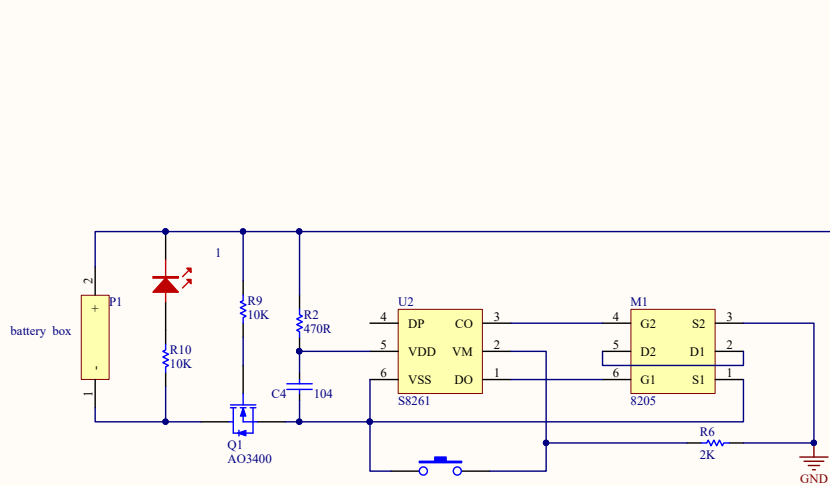 1
2
P1
+
battery box
-
1
R10
10K
R9
10K
R2
470R
C4
104
Q1
AO3400
U2
4 DP CO 3
5 VDD VM 2
6 VSS DO 1
S8261
M1
4 G2 S2 3
5 D2 D1 2
6 G1 S1 1
8205
R6
2K
GND